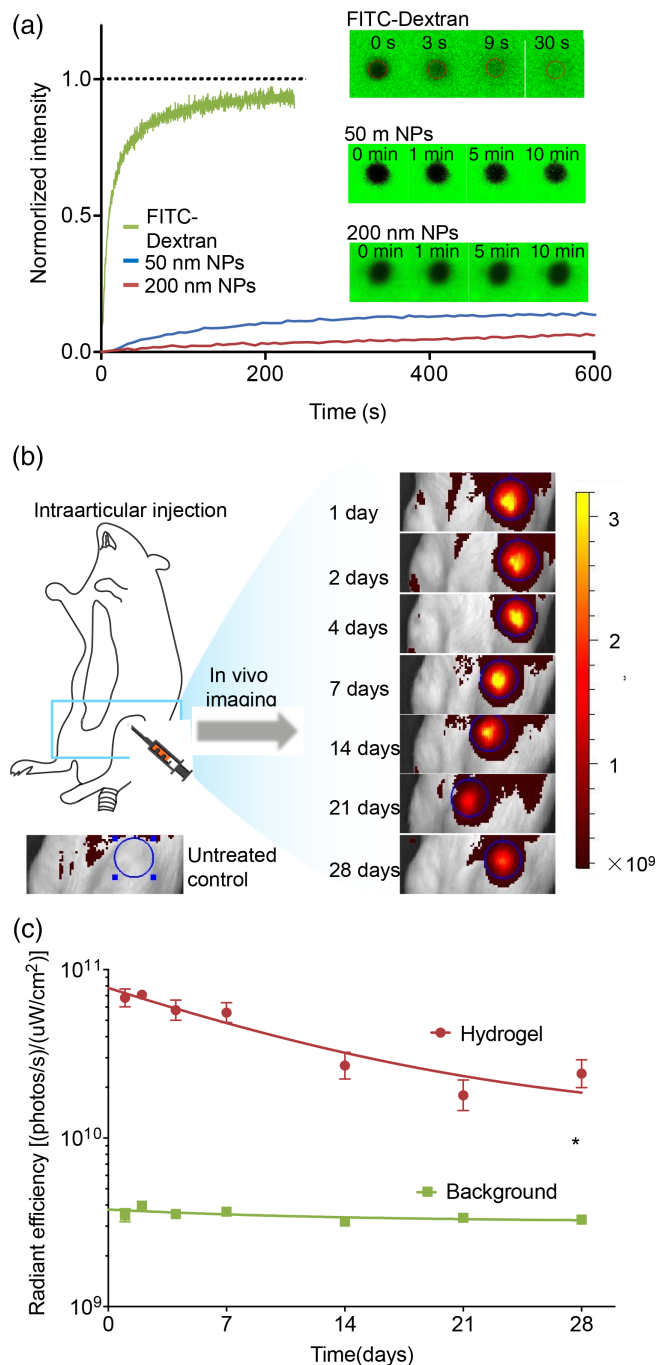 (a)
FITC-Dextran
0 s 3 s 9 s 30 s
50 m NPs
0 min 1 min 5 min 10 min
200 nm NPs
0 min 1 min 5 min 10 min
Normorlized intensity
1.0
0.5
0.0
FITC-
Dextran
50 nm NPs
200 nm NPs
0 200 400 600
Time (s)
(b)
Intraarticular injection
In vivo
imaging
Untreated
control
1 day
2 days
4 days
7 days
14 days
21 days
28 days
3
2
1
×10⁹
(c)
Radiant efficiency [(photos/s)/(uW/cm²)]
10¹¹
10¹⁰
10⁹
Hydrogel
*
Background
0 7 14 21 28
Time(days)